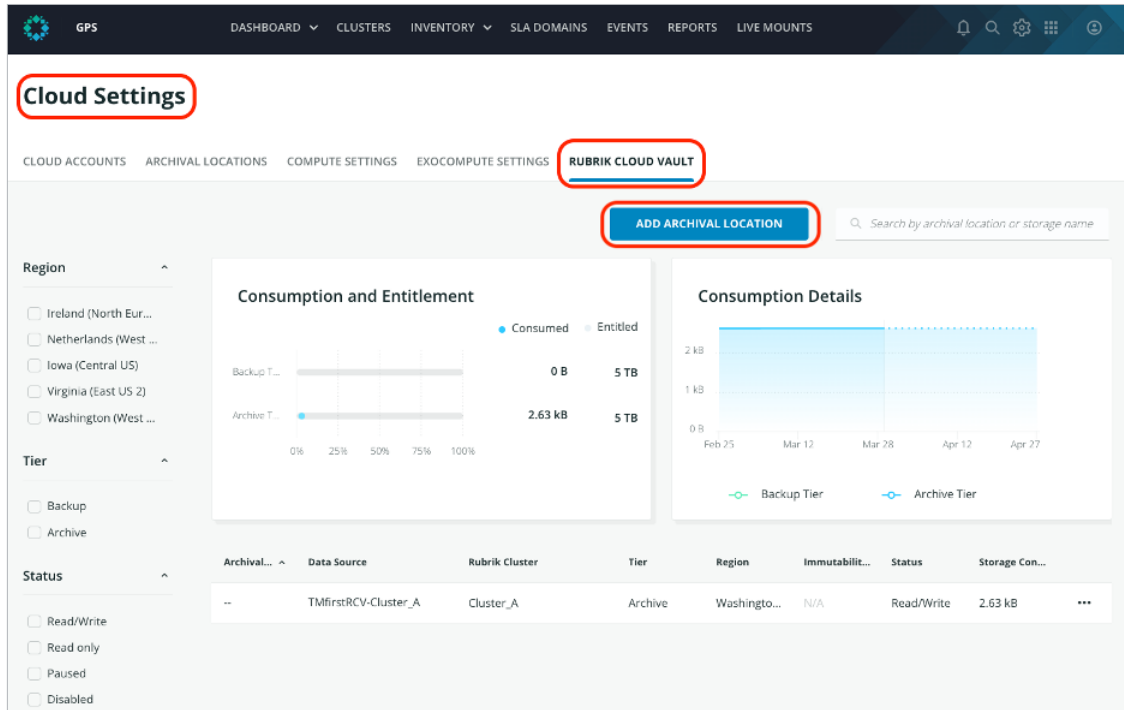 GPS DASHBOARD CLUSTERS INVENTORY SLA DOMAINS EVENTS REPORTS LIVE MOUNTS
Cloud Settings
CLOUD ACCOUNTS ARCHIVAL LOCATIONS COMPUTE SETTINGS EXOCOMPUTE SETTINGS RUBRIK CLOUD VAULT
ADD ARCHIVAL LOCATION
Search by archival location or storage name
Region
Ireland (North Eur...
Netherlands (West ...
Iowa (Central US)
Virginia (East US 2)
Washington (West ...
Tier
Backup
Archive
Status
Read/Write
Read only
Paused
Disabled
Consumption and Entitlement
Consumed Entitled
Backup T... 0 B 5 TB
Archive T... 2.63 kB 5 TB
0% 25% 50% 75% 100%
Consumption Details
2 kB
1 kB
0 B
Feb 25 Mar 12 Mar 28 Apr 12 Apr 27
Backup Tier Archive Tier
Archival... Data Source Rubrik Cluster Tier Region Immutabilit... Status Storage Con...
-- TMfirstRCV-Cluster_A Cluster_A Archive Washingto... N/A Read/Write 2.63 kB